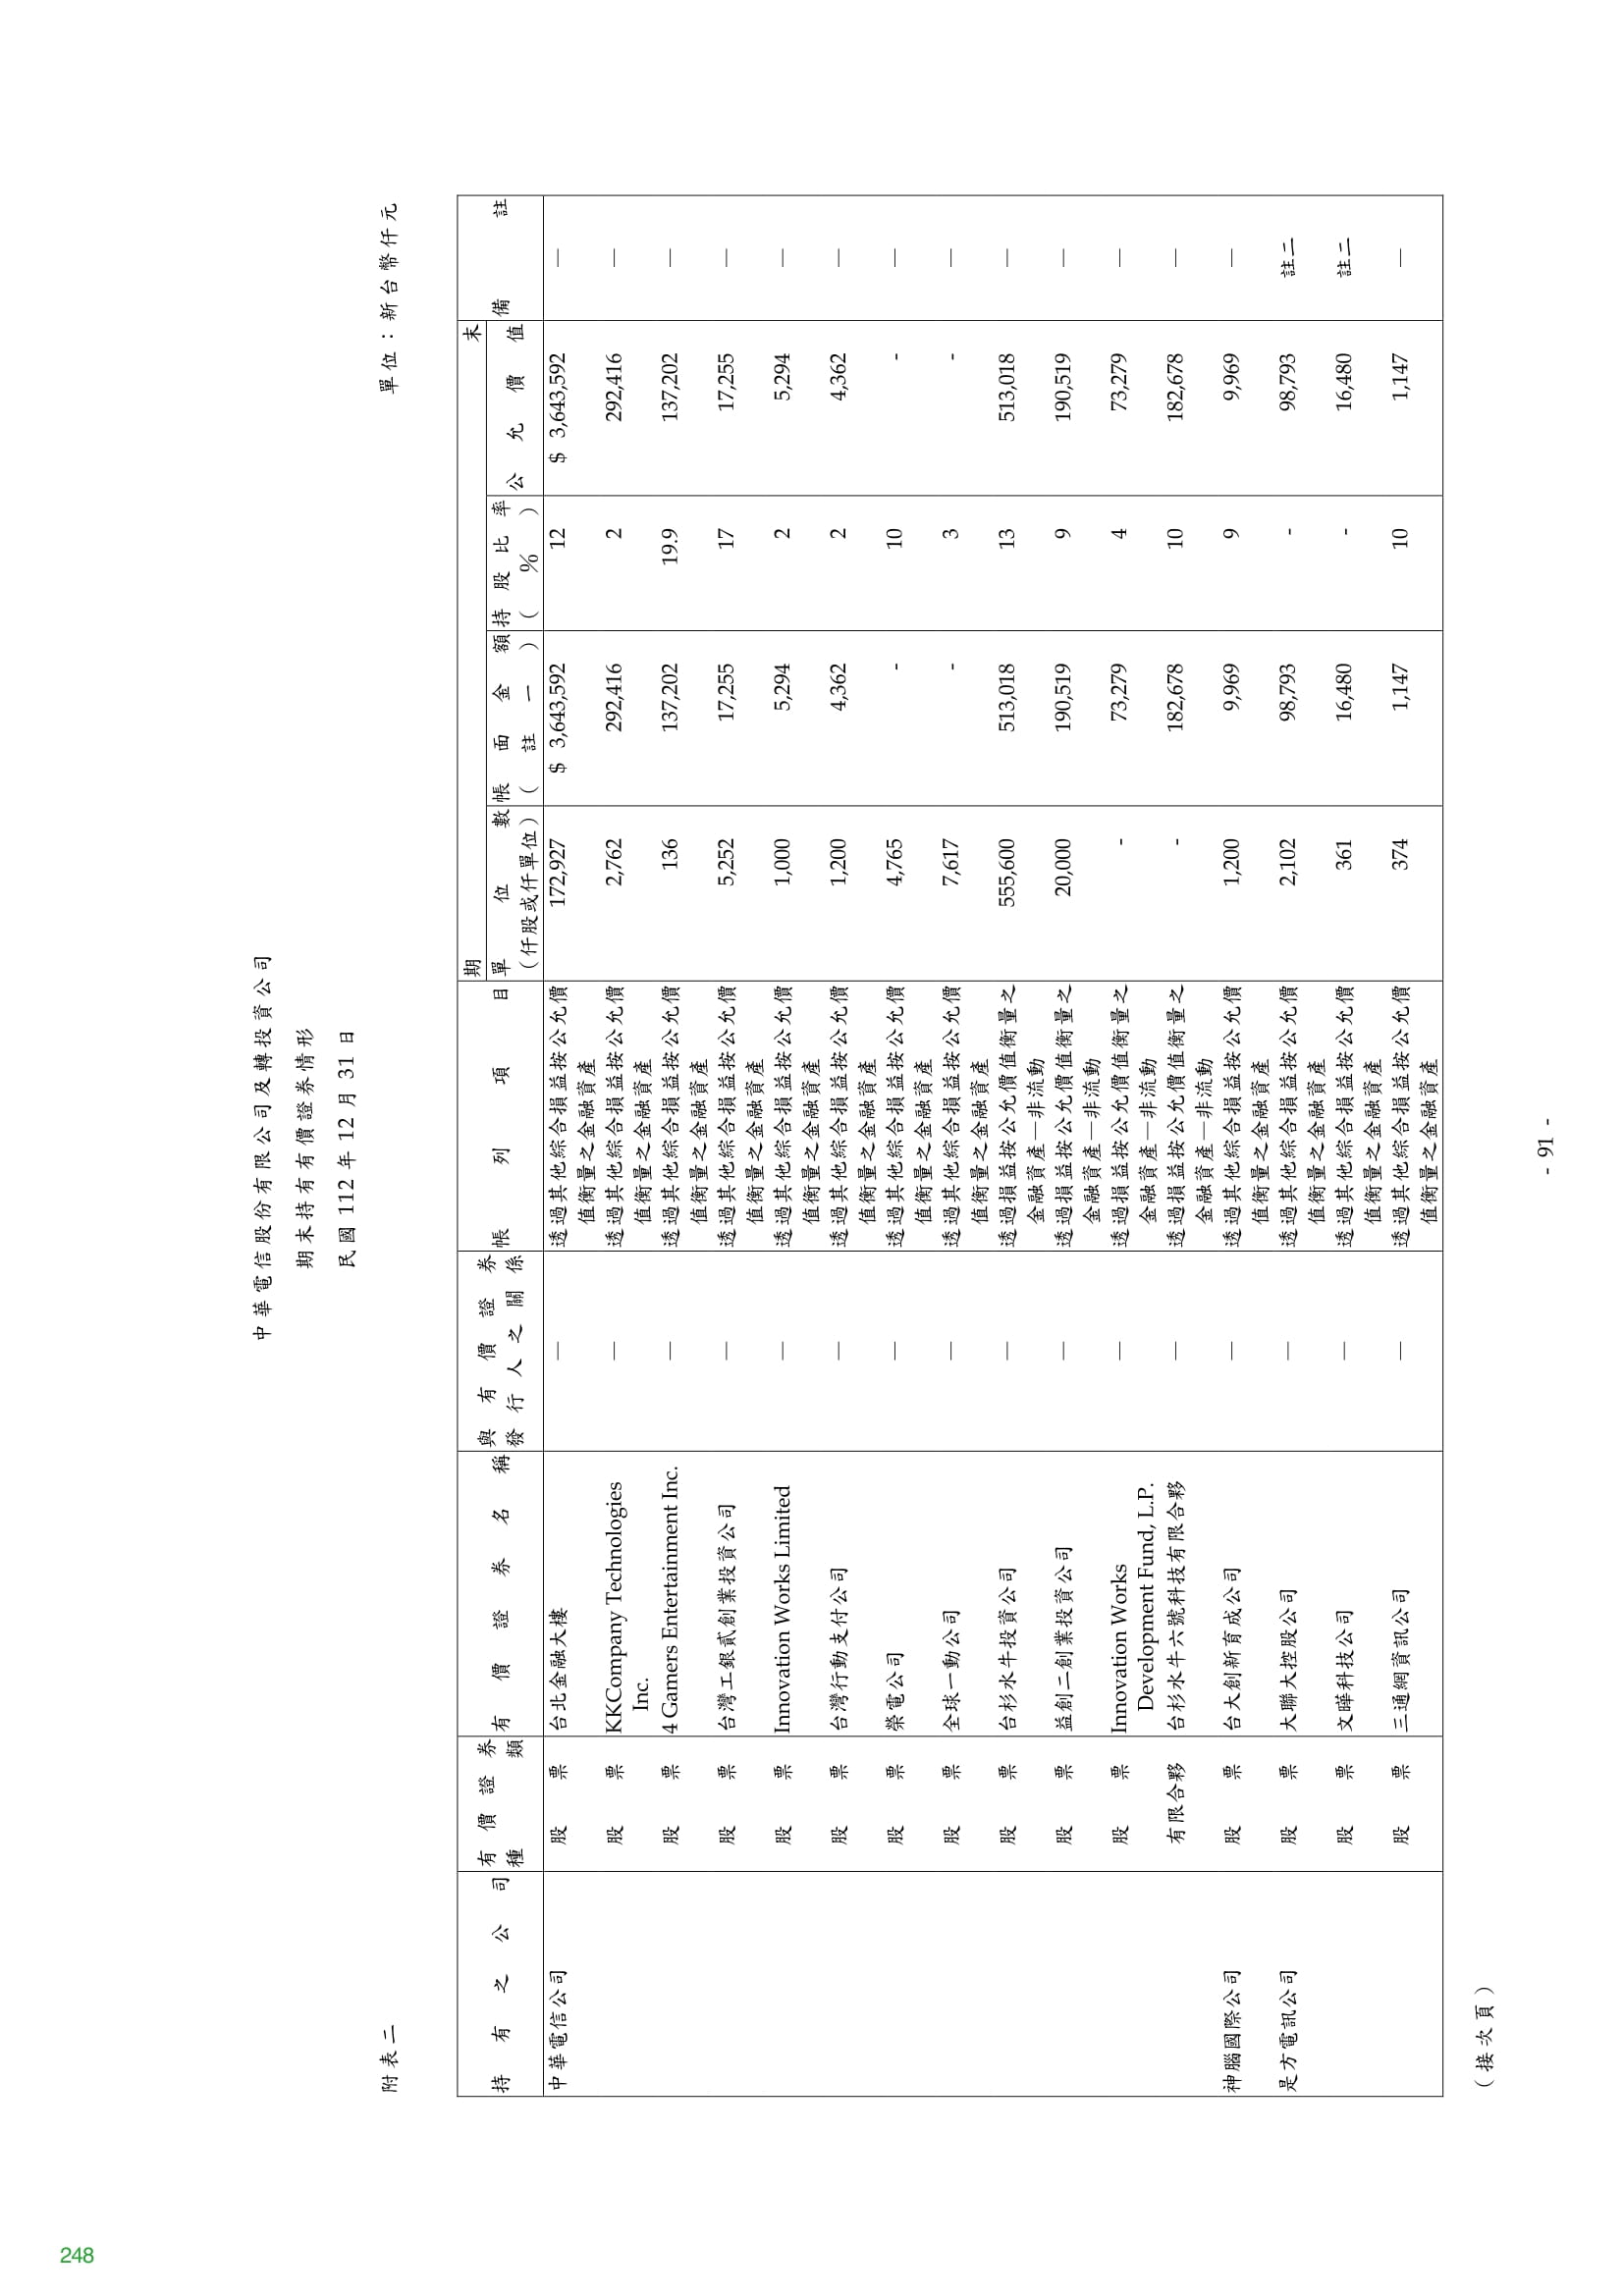 中華電信股份有限公司及轉投資公司
期末持有有價證券情形
民國 112 年 12 月 31 日
附表二 單位：新台幣仟元
持有之公司 有價證券種類 有價證券名稱 與有價證券發行人之關係 帳列項目 期末 備註
單位數（仟股或仟單位） 帳面金額（註一） 持股比率（%） 公允價值
中華電信公司 股票 台北金融大樓 — 透過其他綜合損益按公允價 172,927 $ 3,643,592 12 $ 3,643,592 —
值衡量之金融資產
股票 KKCompany Technologies — 透過其他綜合損益按公允價 2,762 292,416 2 292,416 —
Inc. 值衡量之金融資產
股票 4 Gamers Entertainment Inc. — 透過其他綜合損益按公允價 136 137,202 19.9 137,202 —
值衡量之金融資產
股票 台灣工銀貳創業投資公司 — 透過其他綜合損益按公允價 5,252 17,255 17 17,255 —
值衡量之金融資產
股票 Innovation Works Limited — 透過其他綜合損益按公允價 1,000 5,294 2 5,294 —
值衡量之金融資產
股票 台灣行動支付公司 — 透過其他綜合損益按公允價 1,200 4,362 2 4,362 —
值衡量之金融資產
股票 榮電公司 — 透過其他綜合損益按公允價 4,765 - 10 - —
值衡量之金融資產
股票 全球一動公司 — 透過其他綜合損益按公允價 7,617 - 3 - —
值衡量之金融資產
股票 台杉水牛投資公司 — 透過損益按公允價值衡量之 555,600 513,018 13 513,018 —
金融資產—非流動
股票 益創二創業投資公司 — 透過損益按公允價值衡量之 20,000 190,519 9 190,519 —
金融資產—非流動
股票 Innovation Works — 透過損益按公允價值衡量之 - 73,279 4 73,279 —
Development Fund, L.P. 金融資產—非流動
有限合夥 台杉水牛六號科技有限合夥 — 透過損益按公允價值衡量之 - 182,678 10 182,678 —
金融資產—非流動
神腦國際公司 股票 台大創新育成公司 — 透過其他綜合損益按公允價 1,200 9,969 9 9,969 —
值衡量之金融資產
是方電訊公司 股票 大聯大控股公司 — 透過其他綜合損益按公允價 2,102 98,793 - 98,793 註二
值衡量之金融資產
股票 文曄科技公司 — 透過其他綜合損益按公允價 361 16,480 - 16,480 註二
值衡量之金融資產
股票 三通網資訊公司 — 透過其他綜合損益按公允價 374 1,147 10 1,147 —
值衡量之金融資產
（接次頁）
- 91 -
248